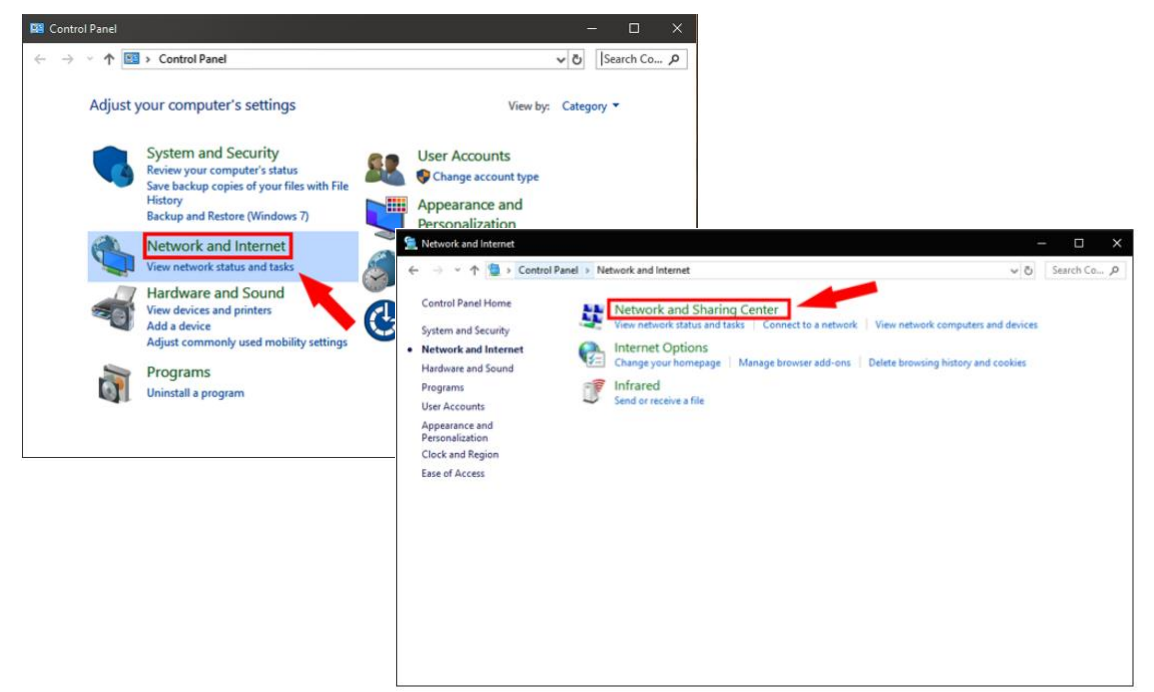 Control Panel
Control Panel
Search Co...
Adjust your computer's settings
View by: Category
System and Security
Review your computer's status
Save backup copies of your files with File
History
Backup and Restore (Windows 7)
Network and Internet
View network status and tasks
Hardware and Sound
View devices and printers
Add a device
Adjust commonly used mobility settings
Programs
Uninstall a program
User Accounts
Change account type
Appearance and
Personalization
Network and Internet
Control Panel > Network and Internet
Search Co...
Control Panel Home
System and Security
Network and Internet
Hardware and Sound
Programs
User Accounts
Appearance and
Personalization
Clock and Region
Ease of Access
Network and Sharing Center
View network status and tasks | Connect to a network | View network computers and devices
Internet Options
Change your homepage | Manage browser add-ons | Delete browsing history and cookies
Infrared
Send or receive a file